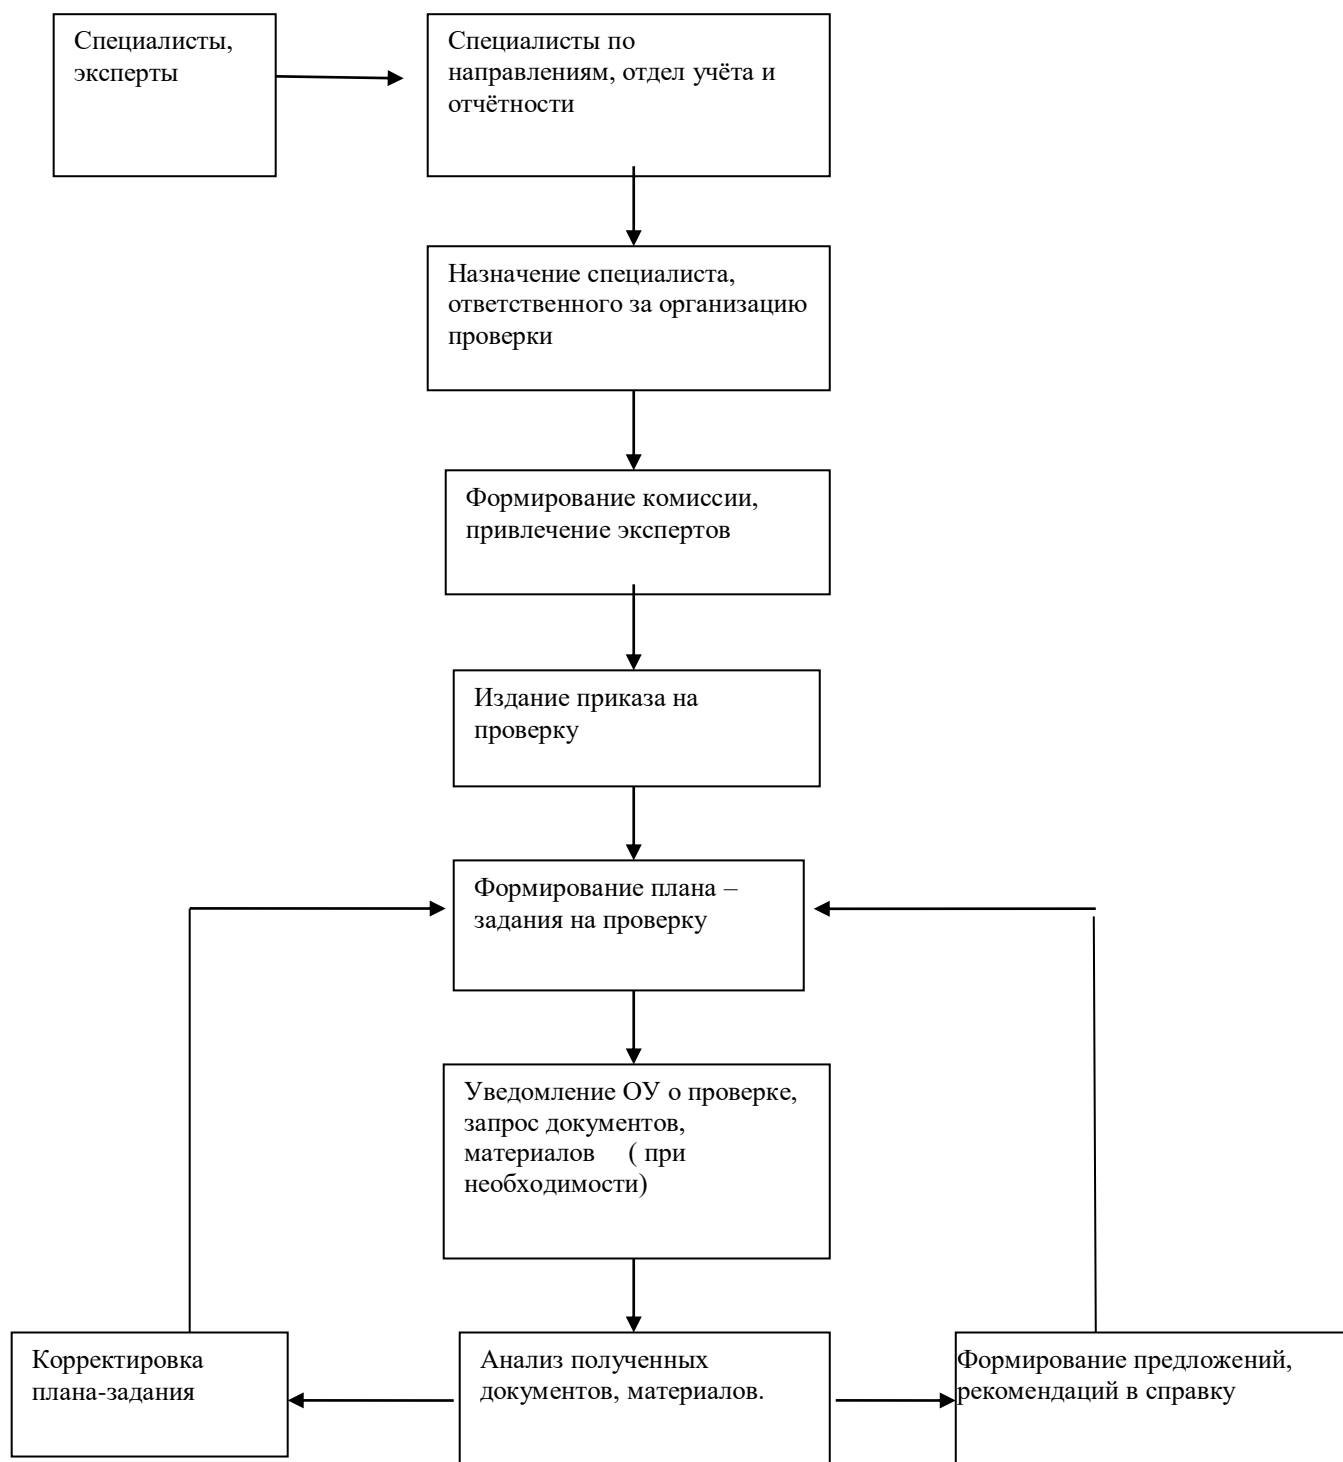 Специалисты,
эксперты
Специалисты по
направлениям, отдел учёта и
отчётности
Назначение специалиста,
ответственного за организацию
проверки
Формирование комиссии,
привлечение экспертов
Издание приказа на
проверку
Формирование плана –
задания на проверку
Уведомление ОУ о проверке,
запрос документов,
материалов ( при
необходимости)
Корректировка
плана-задания
Анализ полученных
документов, материалов.
Формирование предложений,
рекомендаций в справку